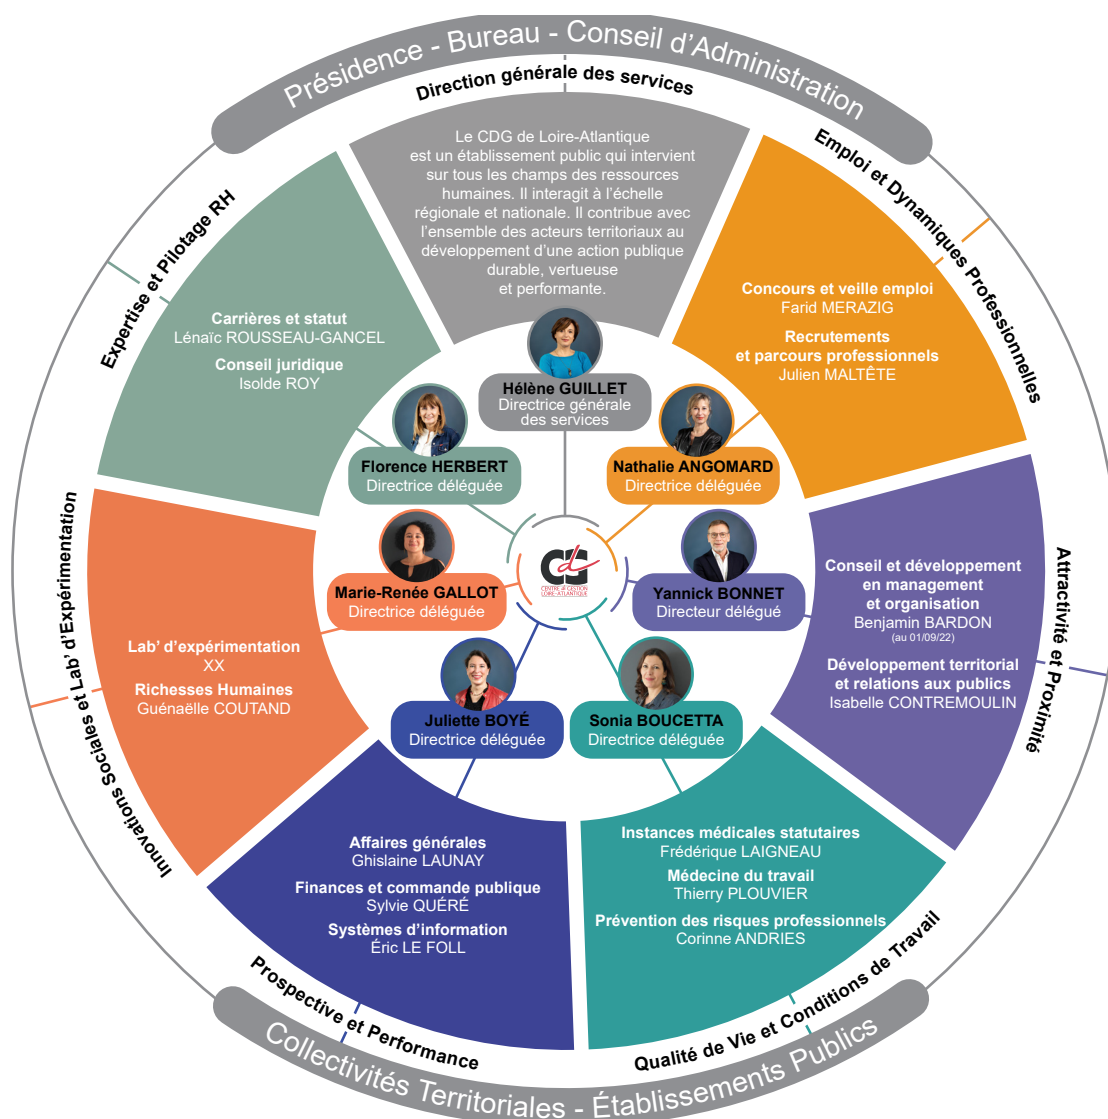 Présidence - Bureau - Conseil d’Administration
Direction générale des services
Le CDG de Loire-Atlantique
est un établissement public qui intervient
sur tous les champs des ressources
humaines. Il interagit à l’échelle
régionale et nationale. Il contribue avec
l’ensemble des acteurs territoriaux au
développement d’une action publique
durable, vertueuse
et performante.
Hélène GUILLET
Directrice générale
des services
Emploi et Dynamiques Professionnelles
Concours et veille emploi
Farid MERAZIG
Recrutements
et parcours professionnels
Julien MALTÊTE
Nathalie ANGOMARD
Directrice déléguée
Attractivité et Proximité
Conseil et développement
en management
et organisation
Benjamin BARDON
(au 01/09/22)
Développement territorial
et relations aux publics
Isabelle CONTREMOULIN
Yannick BONNET
Directeur délégué
Qualité de Vie et Conditions de Travail
Instances médicales statutaires
Frédérique LAIGNEAU
Médecine du travail
Thierry PLOUVIER
Prévention des risques professionnels
Corinne ANDRIES
Sonia BOUCETTA
Directrice déléguée
Prospective et Performance
Affaires générales
Ghislaine LAUNAY
Finances et commande publique
Sylvie QUÉRÉ
Systèmes d’information
Éric LE FOLL
Juliette BOYÉ
Directrice déléguée
Innovations Sociales et Lab’ d’Expérimentation
Lab’ d’expérimentation
XX
Richesses Humaines
Guénaëlle COUTAND
Marie-Renée GALLOT
Directrice déléguée
Expertise et Pilotage RH
Carrières et statut
Lénaïc ROUSSEAU-GANCEL
Conseil juridique
Isolde ROY
Florence HERBERT
Directrice déléguée
CdG
CENTRE DE GESTION
LOIRE-ATLANTIQUE
Collectivités Territoriales - Établissements Publics